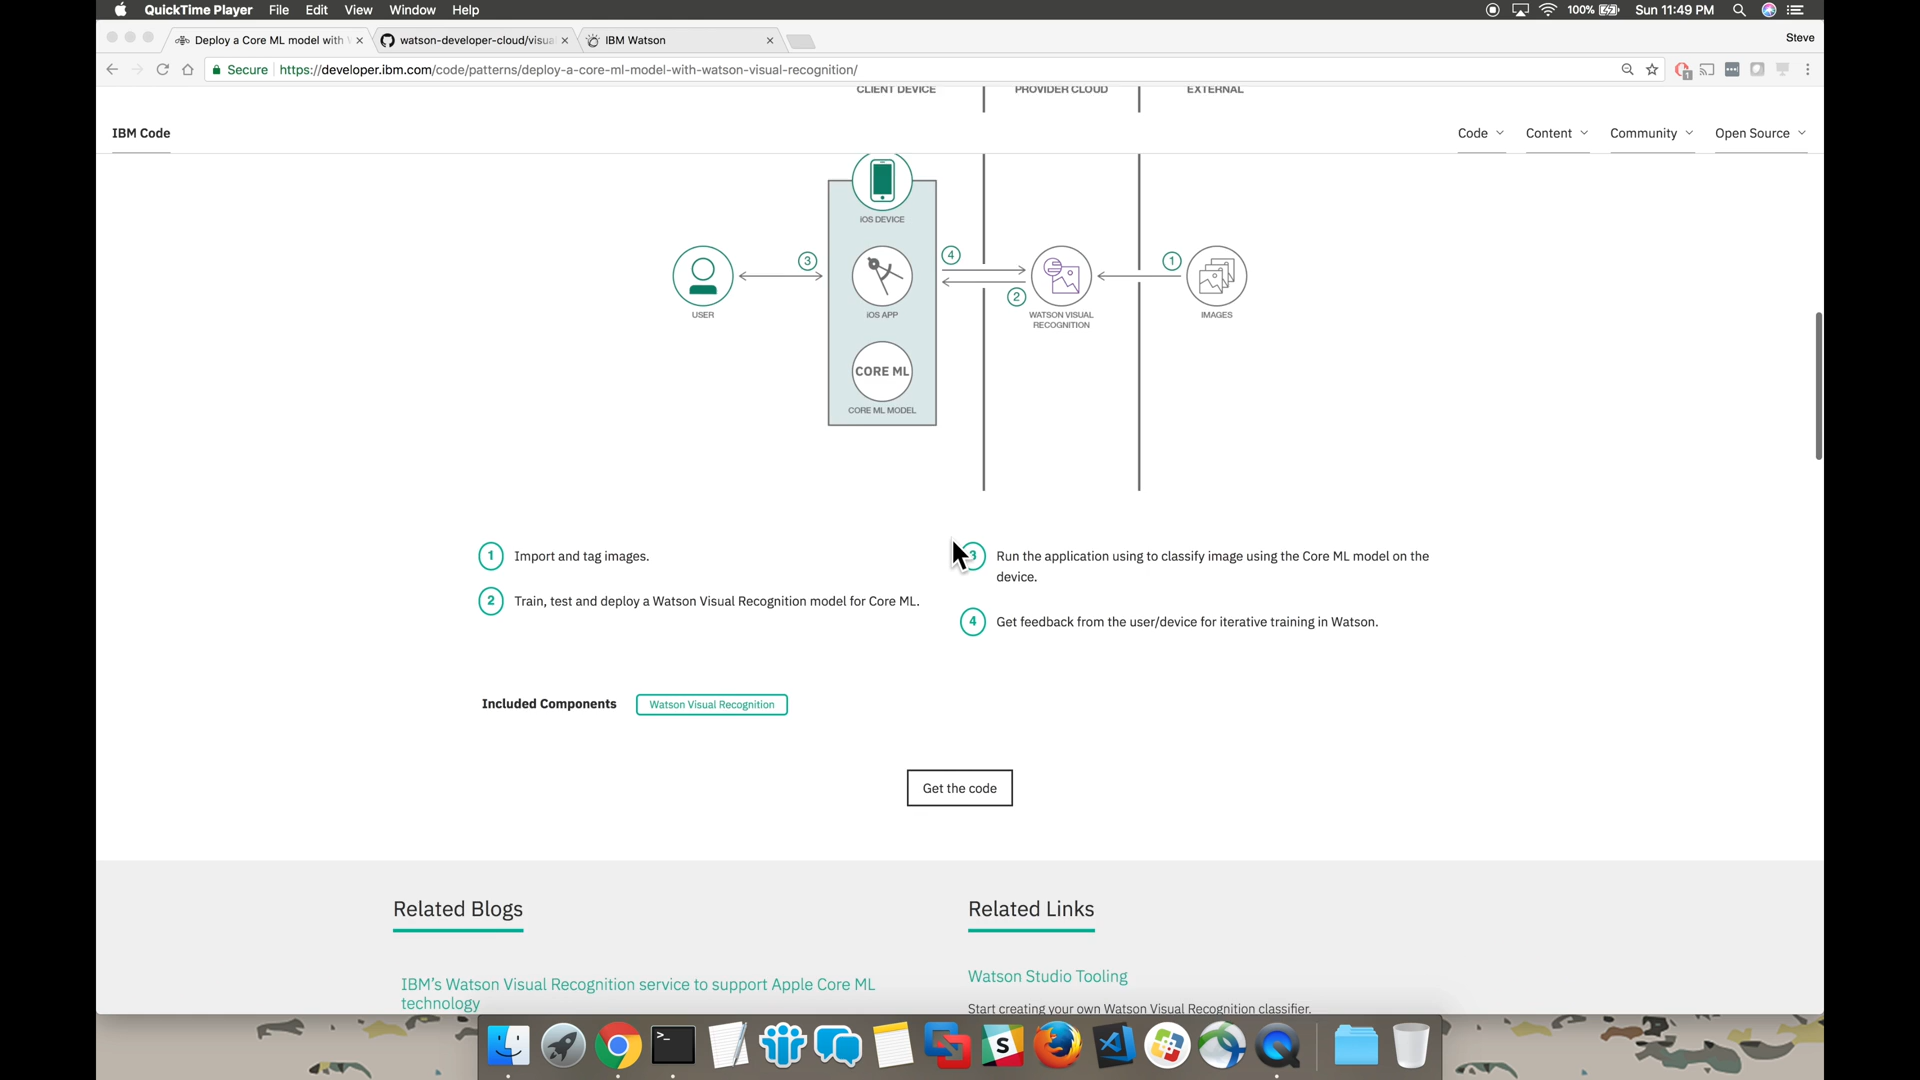 QuickTime Player File Edit View Window Help 100% Sun 11:49 PM
Deploy a Core ML model with
watson-developer-cloud/visua
IBM Watson
Steve
Secure https://developer.ibm.com/code/patterns/deploy-a-core-ml-model-with-watson-visual-recognition/
CLIENT DEVICE PROVIDER CLOUD EXTERNAL
IBM Code Code Content Community Open Source
iOS DEVICE
3 4 1
2
USER iOS APP WATSON VISUAL IMAGES
RECOGNITION
CORE ML
CORE ML MODEL
1 Import and tag images.
2 Train, test and deploy a Watson Visual Recognition model for Core ML.
3 Run the application using to classify image using the Core ML model on the
device.
4 Get feedback from the user/device for iterative training in Watson.
Included Components Watson Visual Recognition
Get the code
Related Blogs
IBM's Watson Visual Recognition service to support Apple Core ML
technology
Related Links
Watson Studio Tooling
Start creating your own Watson Visual Recognition classifier.